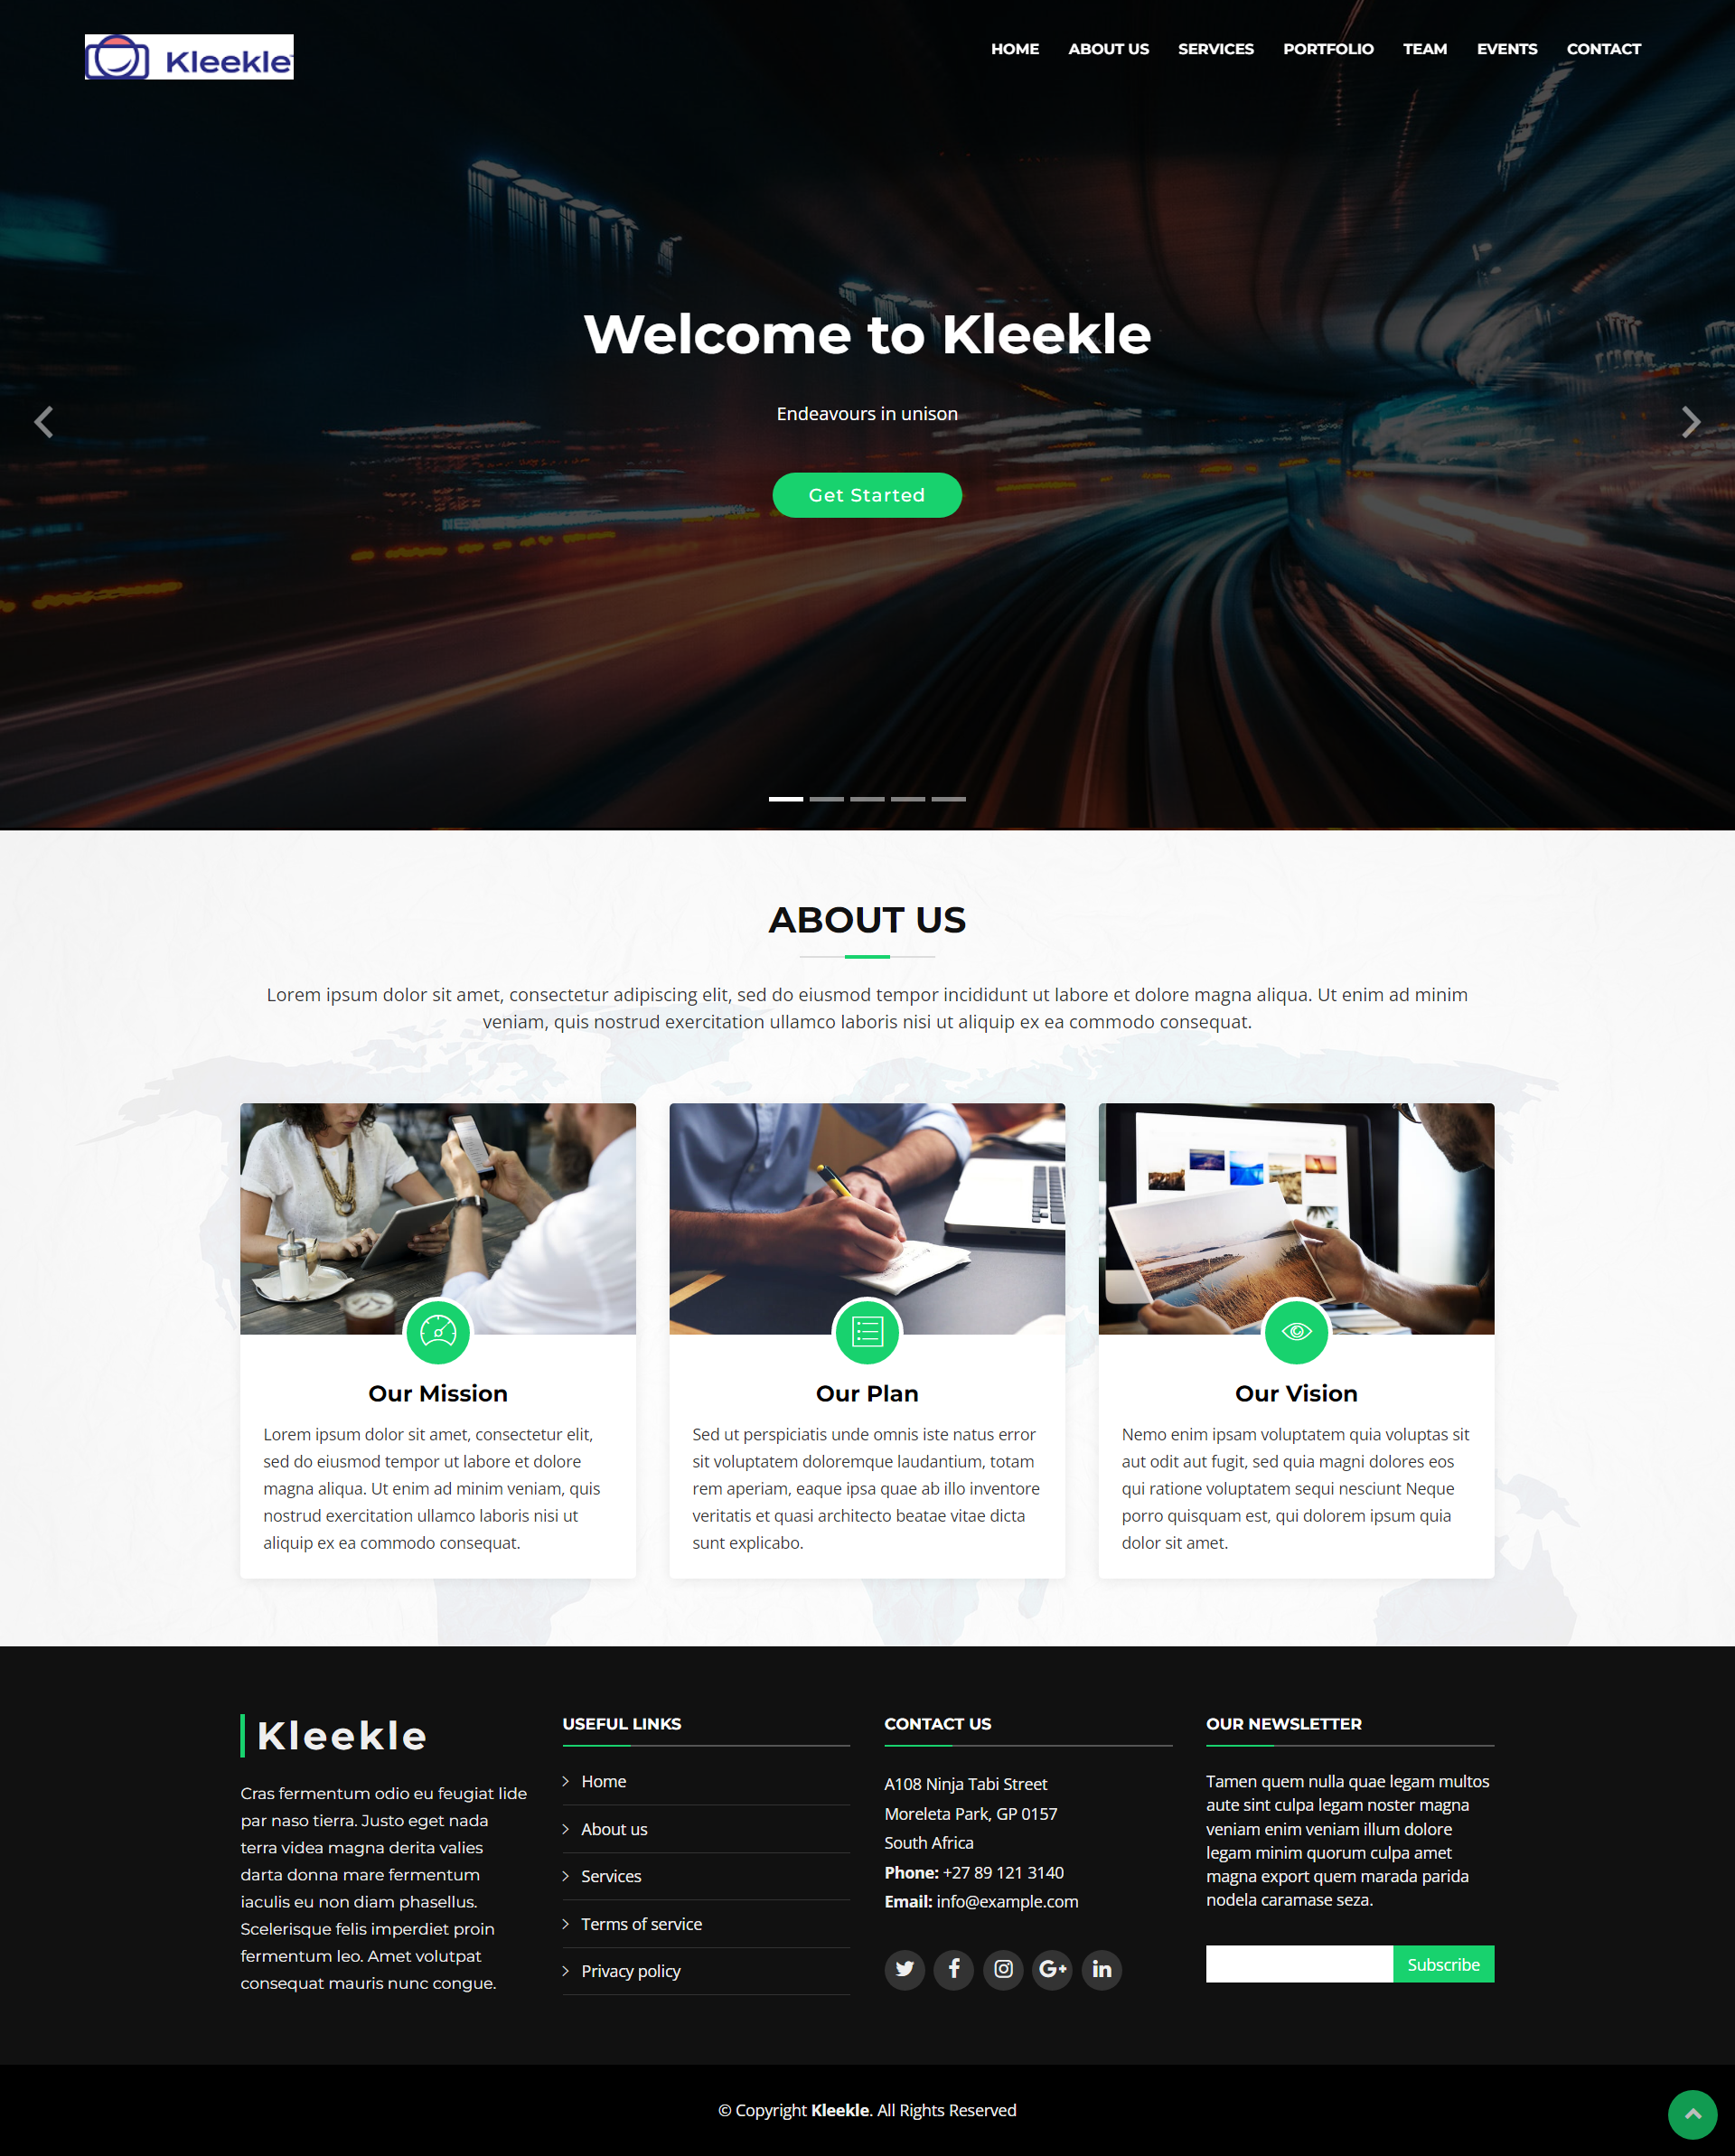 Kleekle
HOME ABOUT US SERVICES PORTFOLIO TEAM EVENTS CONTACT
Welcome to Kleekle
Endeavours in unison
Get Started
ABOUT US
Lorem ipsum dolor sit amet, consectetur adipiscing elit, sed do eiusmod tempor incididunt ut labore et dolore magna aliqua. Ut enim ad minim
veniam, quis nostrud exercitation ullamco laboris nisi ut aliquip ex ea commodo consequat.
Our Mission
Lorem ipsum dolor sit amet, consectetur elit,
sed do eiusmod tempor ut labore et dolore
magna aliqua. Ut enim ad minim veniam, quis
nostrud exercitation ullamco laboris nisi ut
aliquip ex ea commodo consequat.
Our Plan
Sed ut perspiciatis unde omnis iste natus error
sit voluptatem doloremque laudantium, totam
rem aperiam, eaque ipsa quae ab illo inventore
veritatis et quasi architecto beatae vitae dicta
sunt explicabo.
Our Vision
Nemo enim ipsam voluptatem quia voluptas sit
aut odit aut fugit, sed quia magni dolores eos
qui ratione voluptatem sequi nesciunt Neque
porro quisquam est, qui dolorem ipsum quia
dolor sit amet.
Kleekle
Cras fermentum odio eu feugiat lide
par naso tierra. Justo eget nada
terra videa magna derita valies
darta donna mare fermentum
iaculis eu non diam phasellus.
Scelerisque felis imperdiet proin
fermentum leo. Amet volutpat
consequat mauris nunc congue.
USEFUL LINKS
Home
About us
Services
Terms of service
Privacy policy
CONTACT US
A108 Ninja Tabi Street
Moreleta Park, GP 0157
South Africa
Phone: +27 89 121 3140
Email: info@example.com
OUR NEWSLETTER
Tamen quem nulla quae legam multos
aute sint culpa legam noster magna
veniam enim veniam illum dolore
legam minim quorum culpa amet
magna export quem marada parida
nodela caramase seza.
Subscribe
© Copyright Kleekle. All Rights Reserved